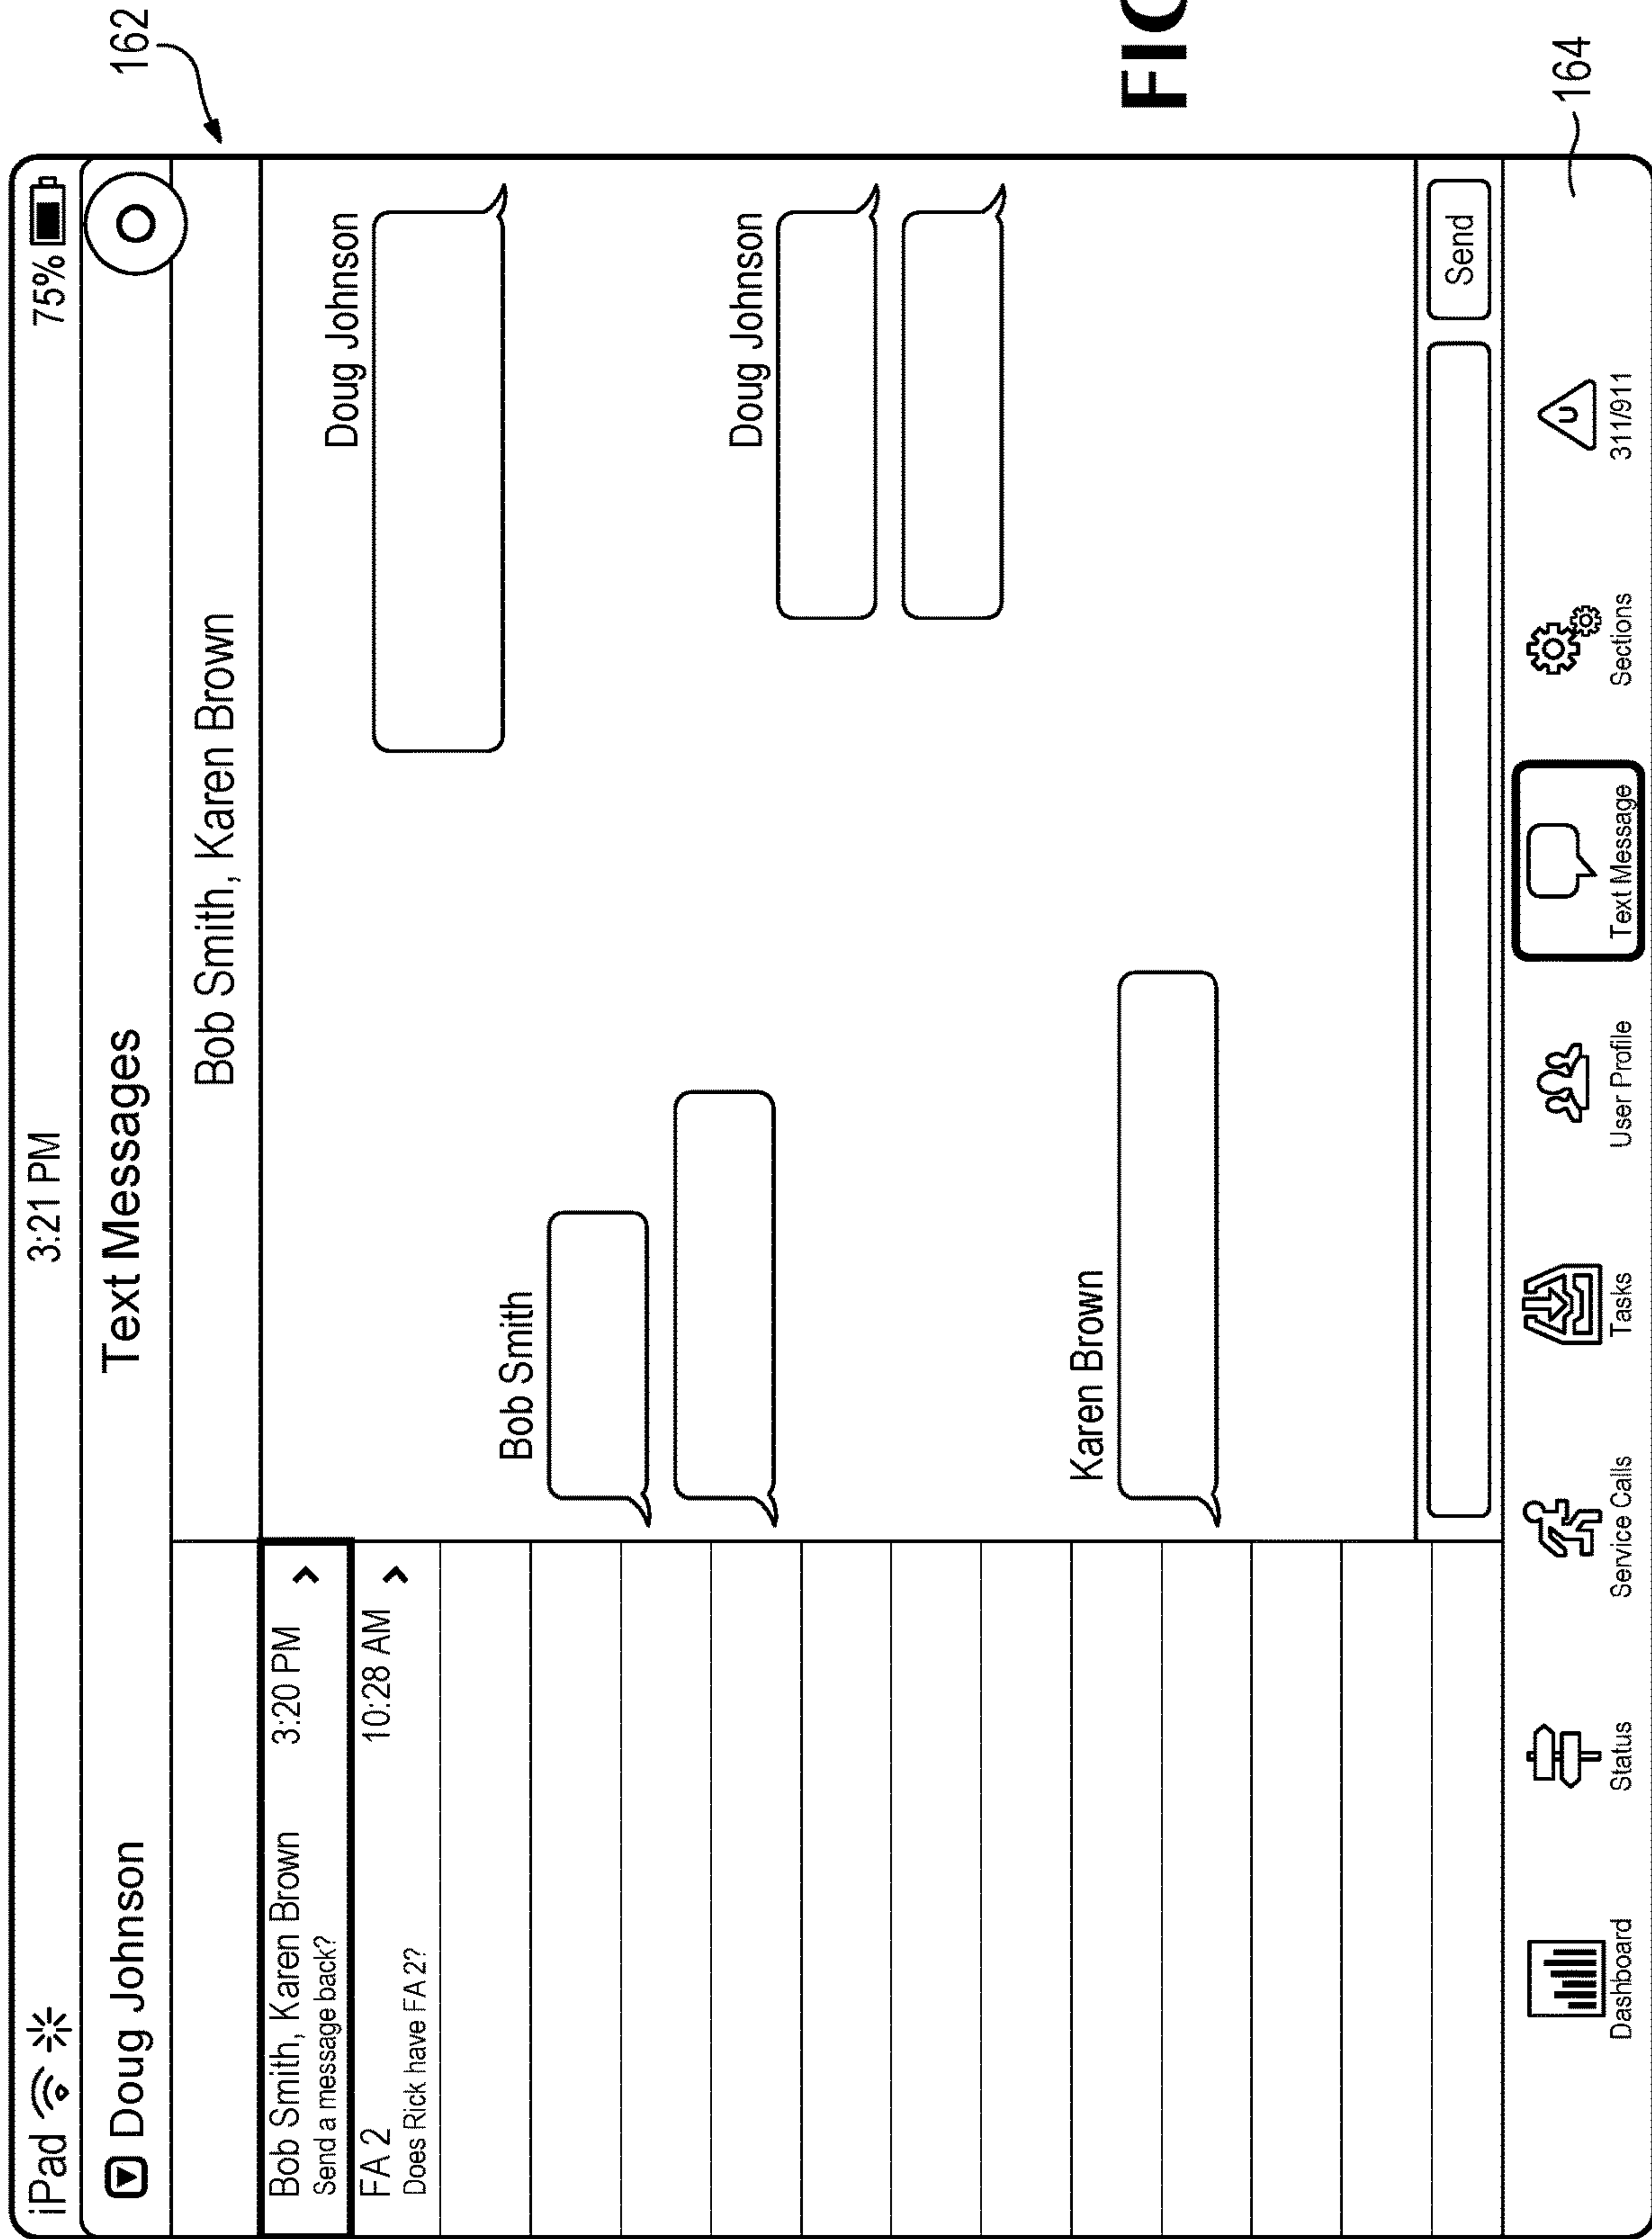 iPad 3:21 PM 75%
Doug Johnson Text Messages
162
Bob Smith, Karen Brown
Bob Smith, Karen Brown 3:20 PM
Send a message back?
FA 2 10:28 AM
Does Rick have FA 2?
Doug Johnson
Bob Smith
Doug Johnson
Karen Brown
Send
Dashboard Status Service Calls Tasks User Profile Text Message Sections 311/911
164